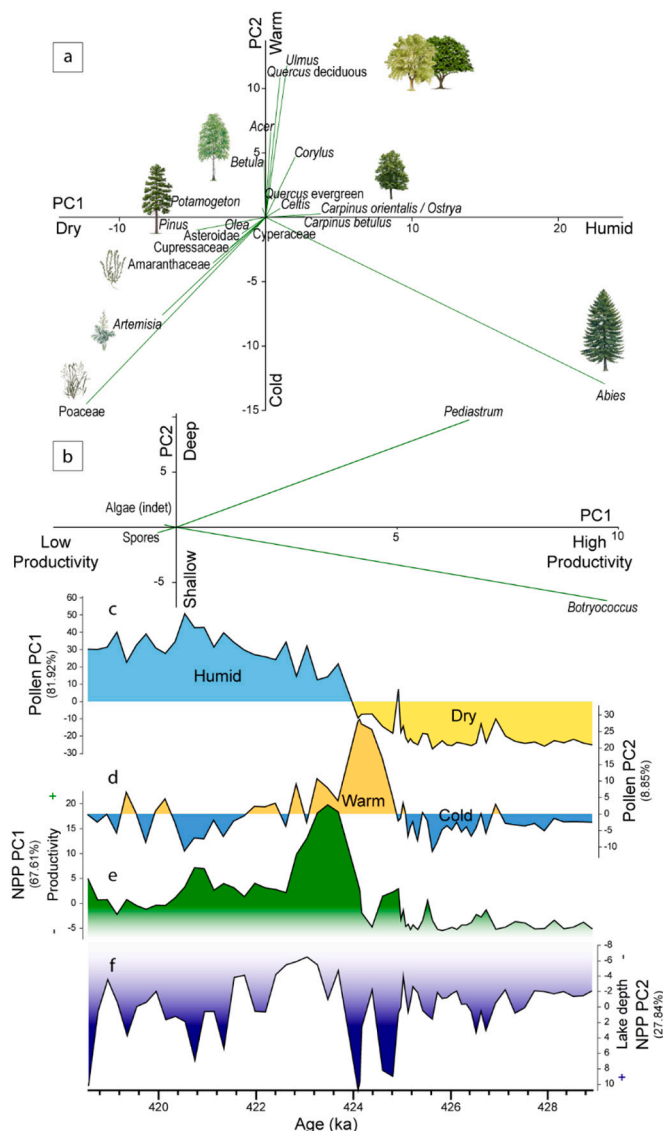 a
PC2
Warm
Ulmus
Quercus deciduous
10
Acer
5
Corylus
Betula
Quercus evergreen
Potamogeton
Celtis
Carpinus orientalis / Ostrya
PC1
-10
10
20
Dry
Pinus
Olea
Carpinus betulus
Humid
Asteroidae
Cyperaceae
Cupressaceae
Amaranthaceae
-5
Artemisia
-10
Cold
Abies
Poaceae
-15
b
PC2
Deep
Pediastrum
5
Algae (indet)
PC1
Spores
5
10
Low
Productivity
High
Productivity
-5
Shallow
Botryococcus
c
60
50
40
30
20
10
0
-10
-20
-30
Pollen PC1
(81.92%)
Humid
Dry
30
25
20
15
10
5
0
-5
-10
Pollen PC2
(8.85%)
d
Warm
Cold
+
20
15
10
5
0
-5
-
NPP PC1
(67.61%)
Productivity
e
f
-8
-6
-4
-2
0
2
4
6
8
10
-
Lake depth
+
NPP PC2
(27.84%)
420
422
424
426
428
Age (ka)